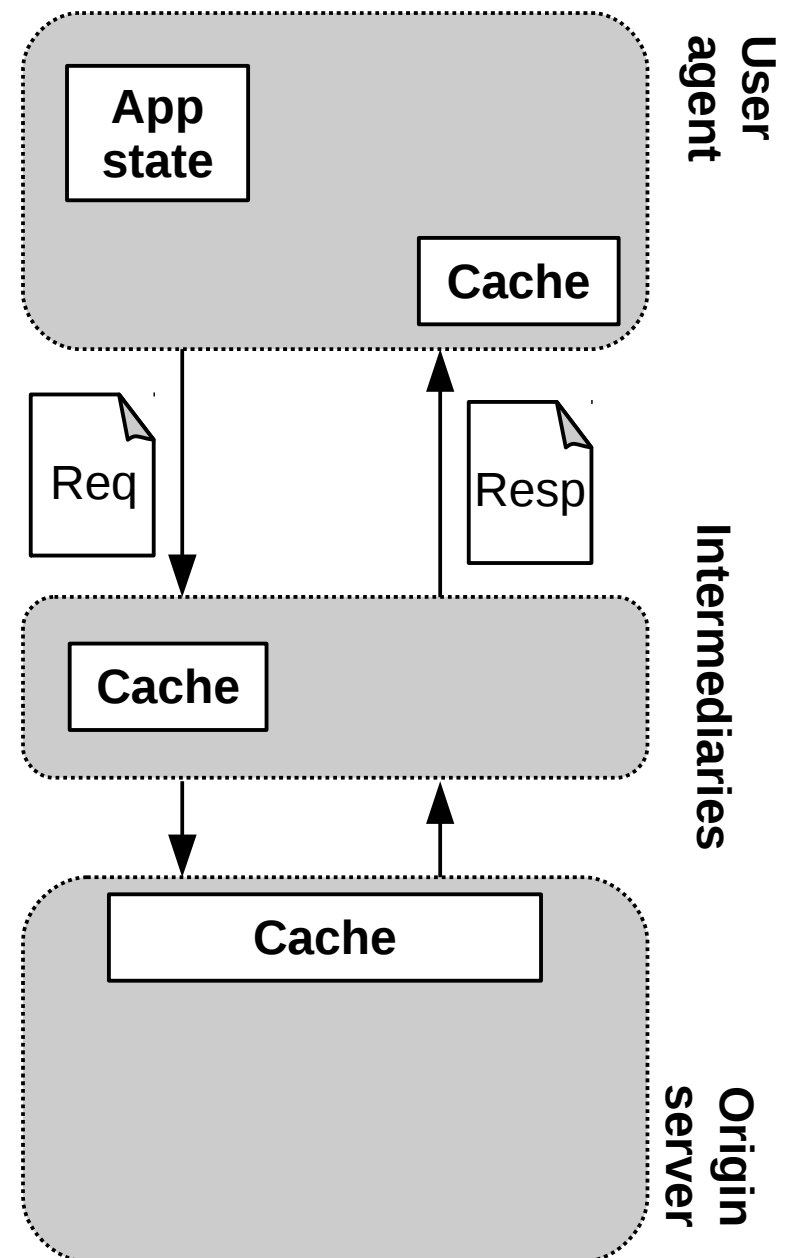 User
agent
App
state
Cache
Req
Resp
Intermediaries
Cache
Cache
Origin
server